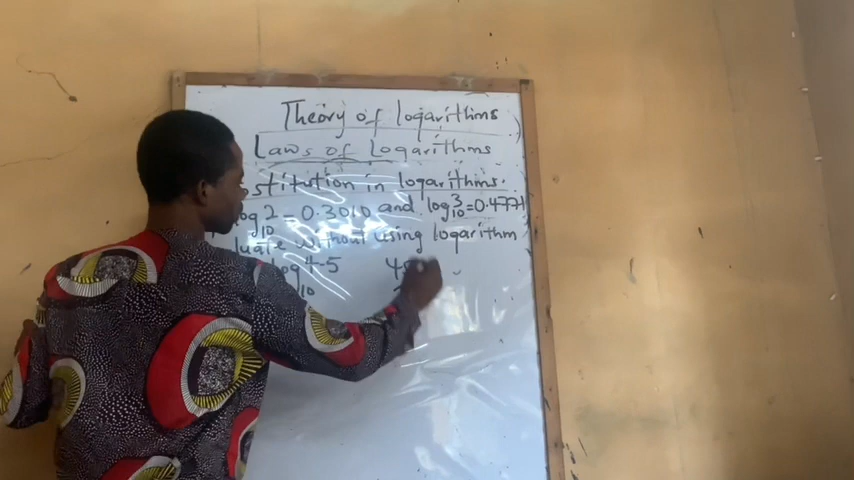 Theory of logarithms
Laws of Logarithms
stitution in logarithms.
log 2 = 0.3010 and log 3 = 0.4771
10 10
luate without using logarithm
log 4.5
10